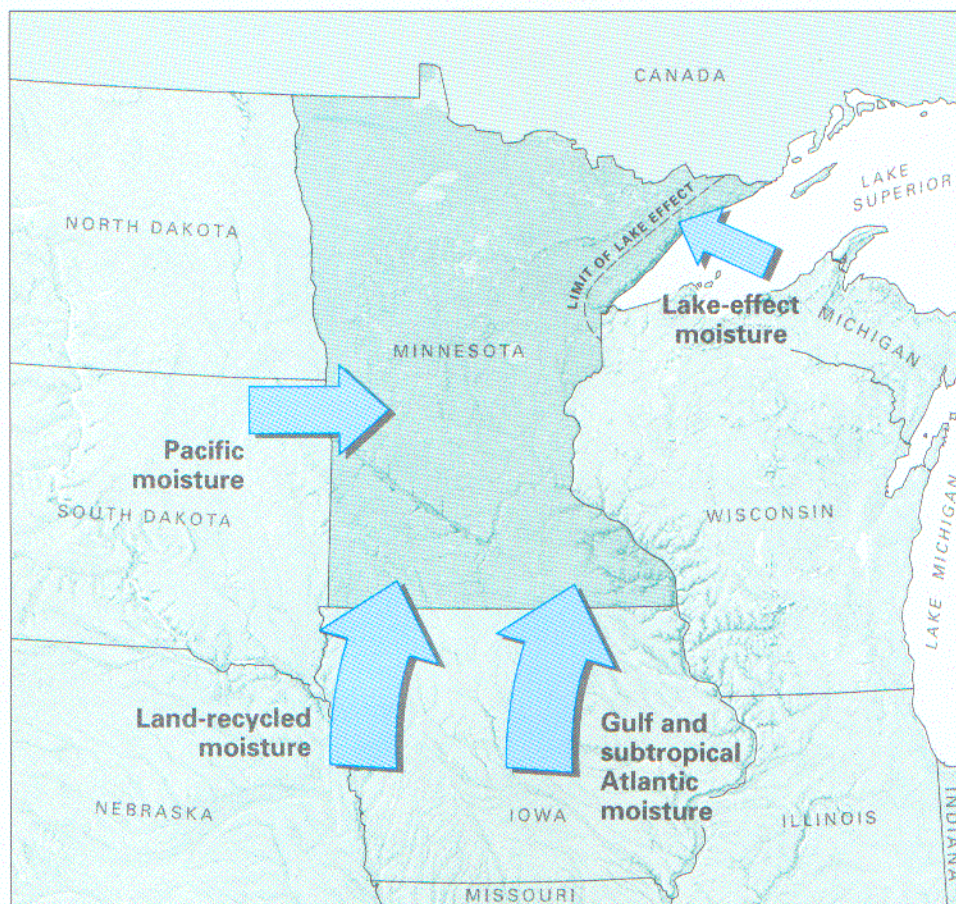 CANADA
LAKE
SUPERIOR
NORTH DAKOTA
LIMIT OF LAKE EFFECT
Lake-effect
moisture
MICHIGAN
MINNESOTA
Pacific
moisture
SOUTH DAKOTA
WISCONSIN
LAKE MICHIGAN
Land-recycled
moisture
Gulf and
subtropical
Atlantic
moisture
NEBRASKA
IOWA
ILLINOIS
INDIANA
MISSOURI